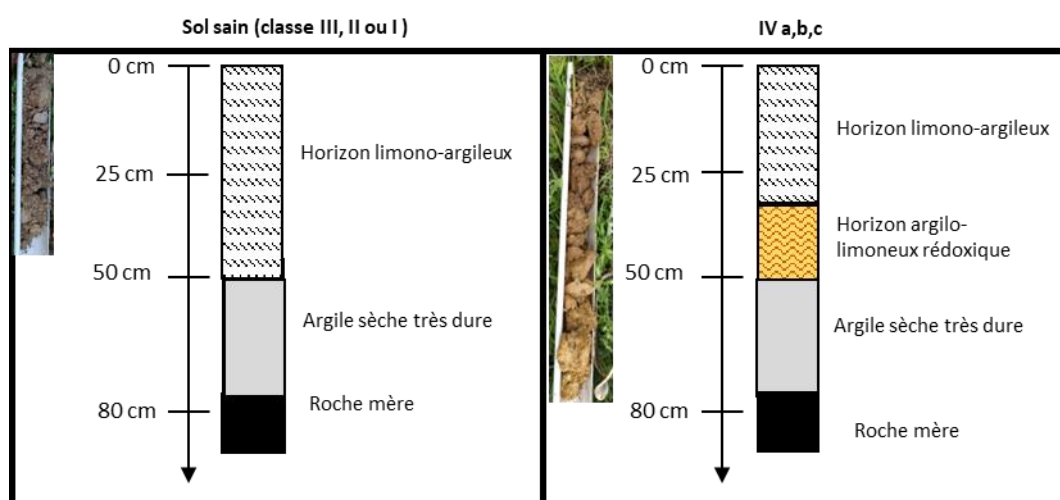 Sol sain (classe III, II ou I )
0 cm
Horizon limono-argileux
25 cm
50 cm
Argile sèche très dure
Roche mère
80 cm
IV a,b,c
0 cm
Horizon limono-argileux
25 cm
Horizon argilo-
limoneux rédoxique
50 cm
Argile sèche très dure
80 cm
Roche mère